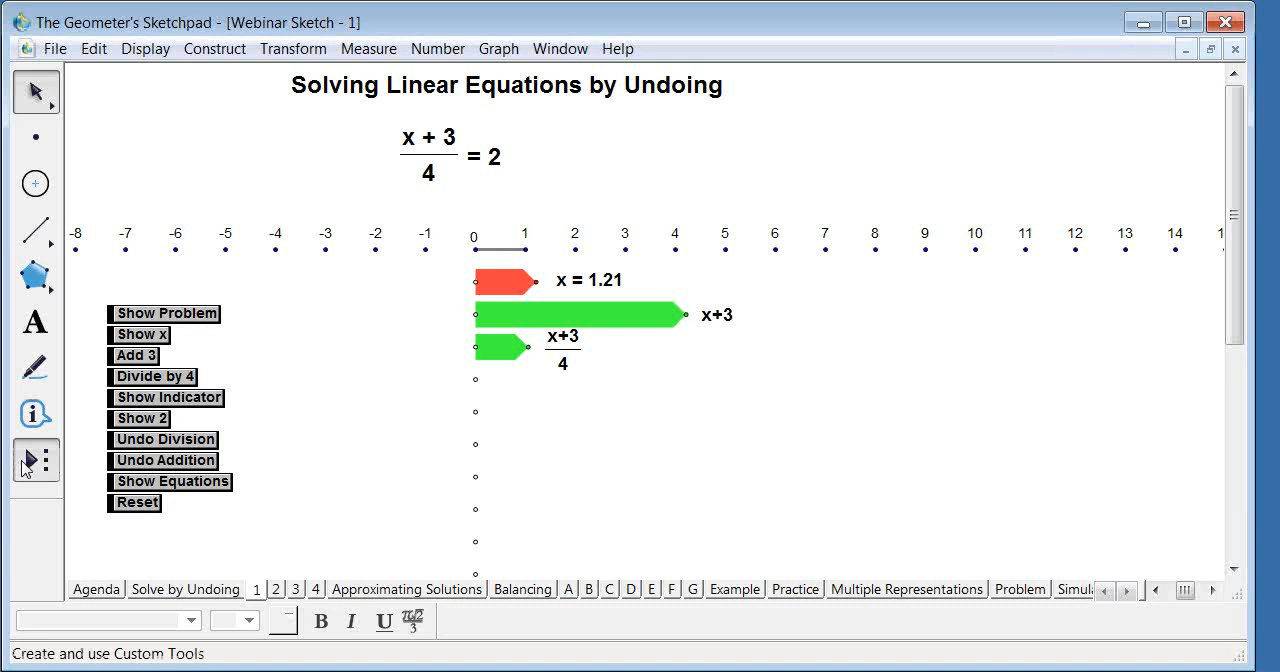 The Geometer's Sketchpad - [Webinar Sketch - 1]
File Edit Display Construct Transform Measure Number Graph Window Help
Solving Linear Equations by Undoing
x + 3
4
= 2
-8 -7 -6 -5 -4 -3 -2 -1 0 1 2 3 4 5 6 7 8 9 10 11 12 13 14
x = 1.21
Show Problem
x+3
Show x
x+3
4
Add 3
Divide by 4
Show Indicator
Show 2
Undo Division
Undo Addition
Show Equations
Reset
A
Agenda Solve by Undoing 1 2 3 4 Approximating Solutions Balancing A B C D E F G Example Practice Multiple Representations Problem Simul
B I U π√2
3
Create and use Custom Tools